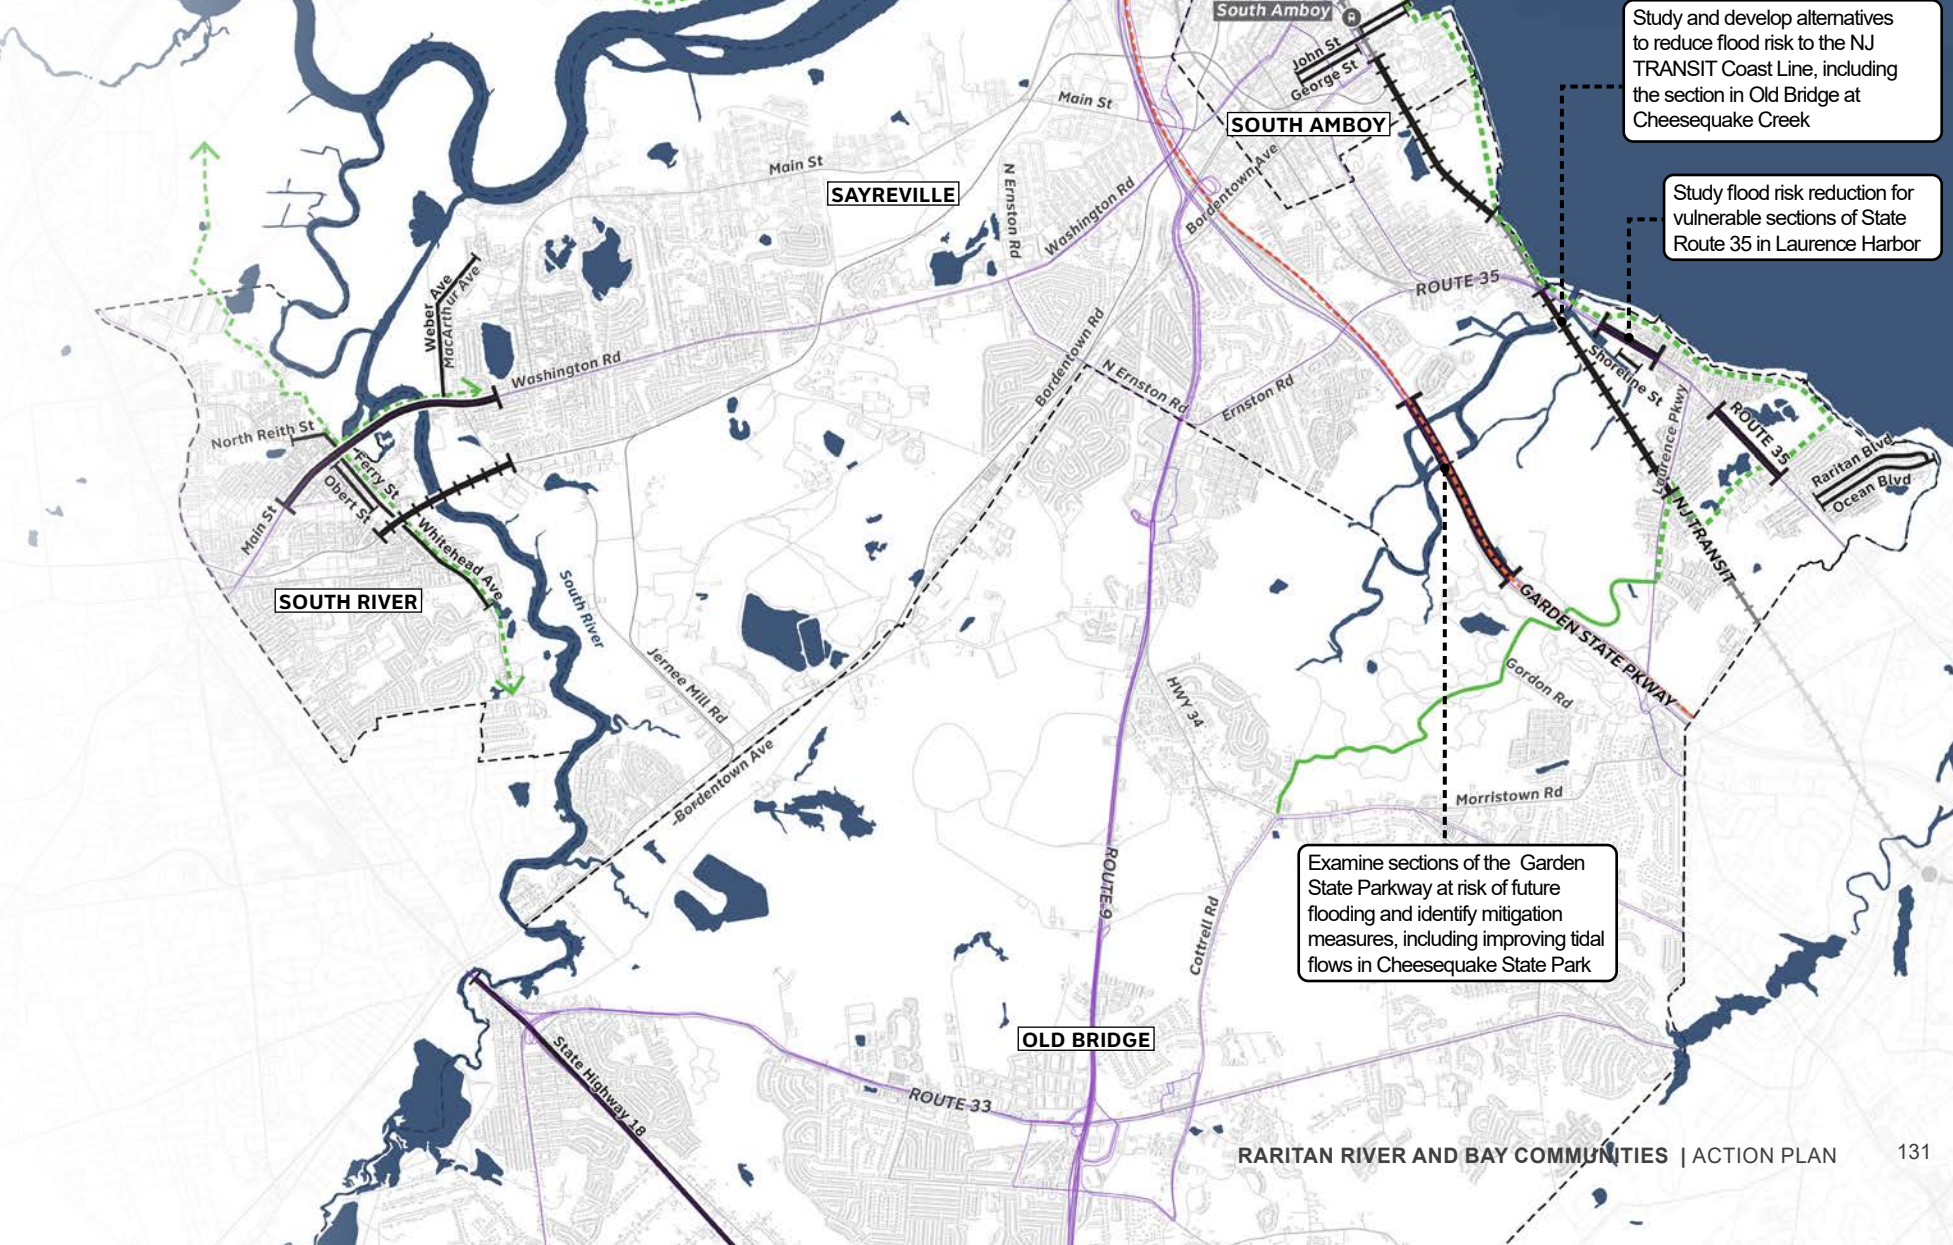 South Amboy
John St
George St
Main St
SOUTH AMBOY
Study and develop alternatives
to reduce flood risk to the NJ
TRANSIT Coast Line, including
the section in Old Bridge at
Cheesequake Creek
Main St
SAYREVILLE
N Ernston Rd
Washington Rd
Bordentown Ave
Study flood risk reduction for
vulnerable sections of State
Route 35 in Laurence Harbor
ROUTE 35
Weber Ave
MacArthur Ave
Washington Rd
Bordentown Rd
N Ernston Rd
Ernston Rd
Shoreline St
Laurence Pkwy
ROUTE 35
Raritan Blvd
Ocean Blvd
North Reith St
Ferry St
Obert St
Main St
Whitehead Ave
SOUTH RIVER
South River
NJ TRANSIT
GARDEN STATE PKWAY
Gordon Rd
Jernee Mill Rd
HWY 34
Bordentown Ave
Morristown Rd
ROUTE 9
Cottrell Rd
Examine sections of the  Garden
State Parkway at risk of future
flooding and identify mitigation
measures, including improving tidal
flows in Cheesequake State Park
OLD BRIDGE
State Highway 18
ROUTE 33
RARITAN RIVER AND BAY COMMUNITIES | ACTION PLAN 131